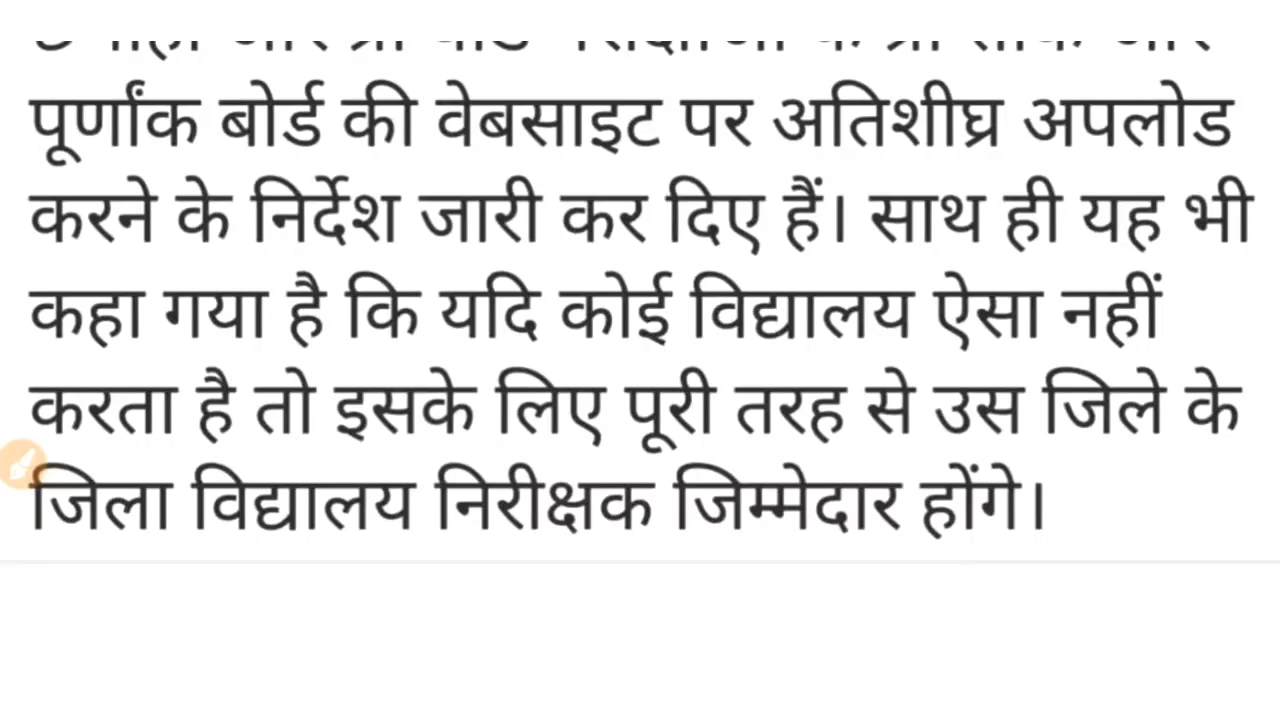 पूर्णांक बोर्ड की वेबसाइट पर अतिशीघ्र अपलोड
करने के निर्देश जारी कर दिए हैं। साथ ही यह भी
कहा गया है कि यदि कोई विद्यालय ऐसा नहीं
करता है तो इसके लिए पूरी तरह से उस जिले के
जिला विद्यालय निरीक्षक जिम्मेदार होंगे।